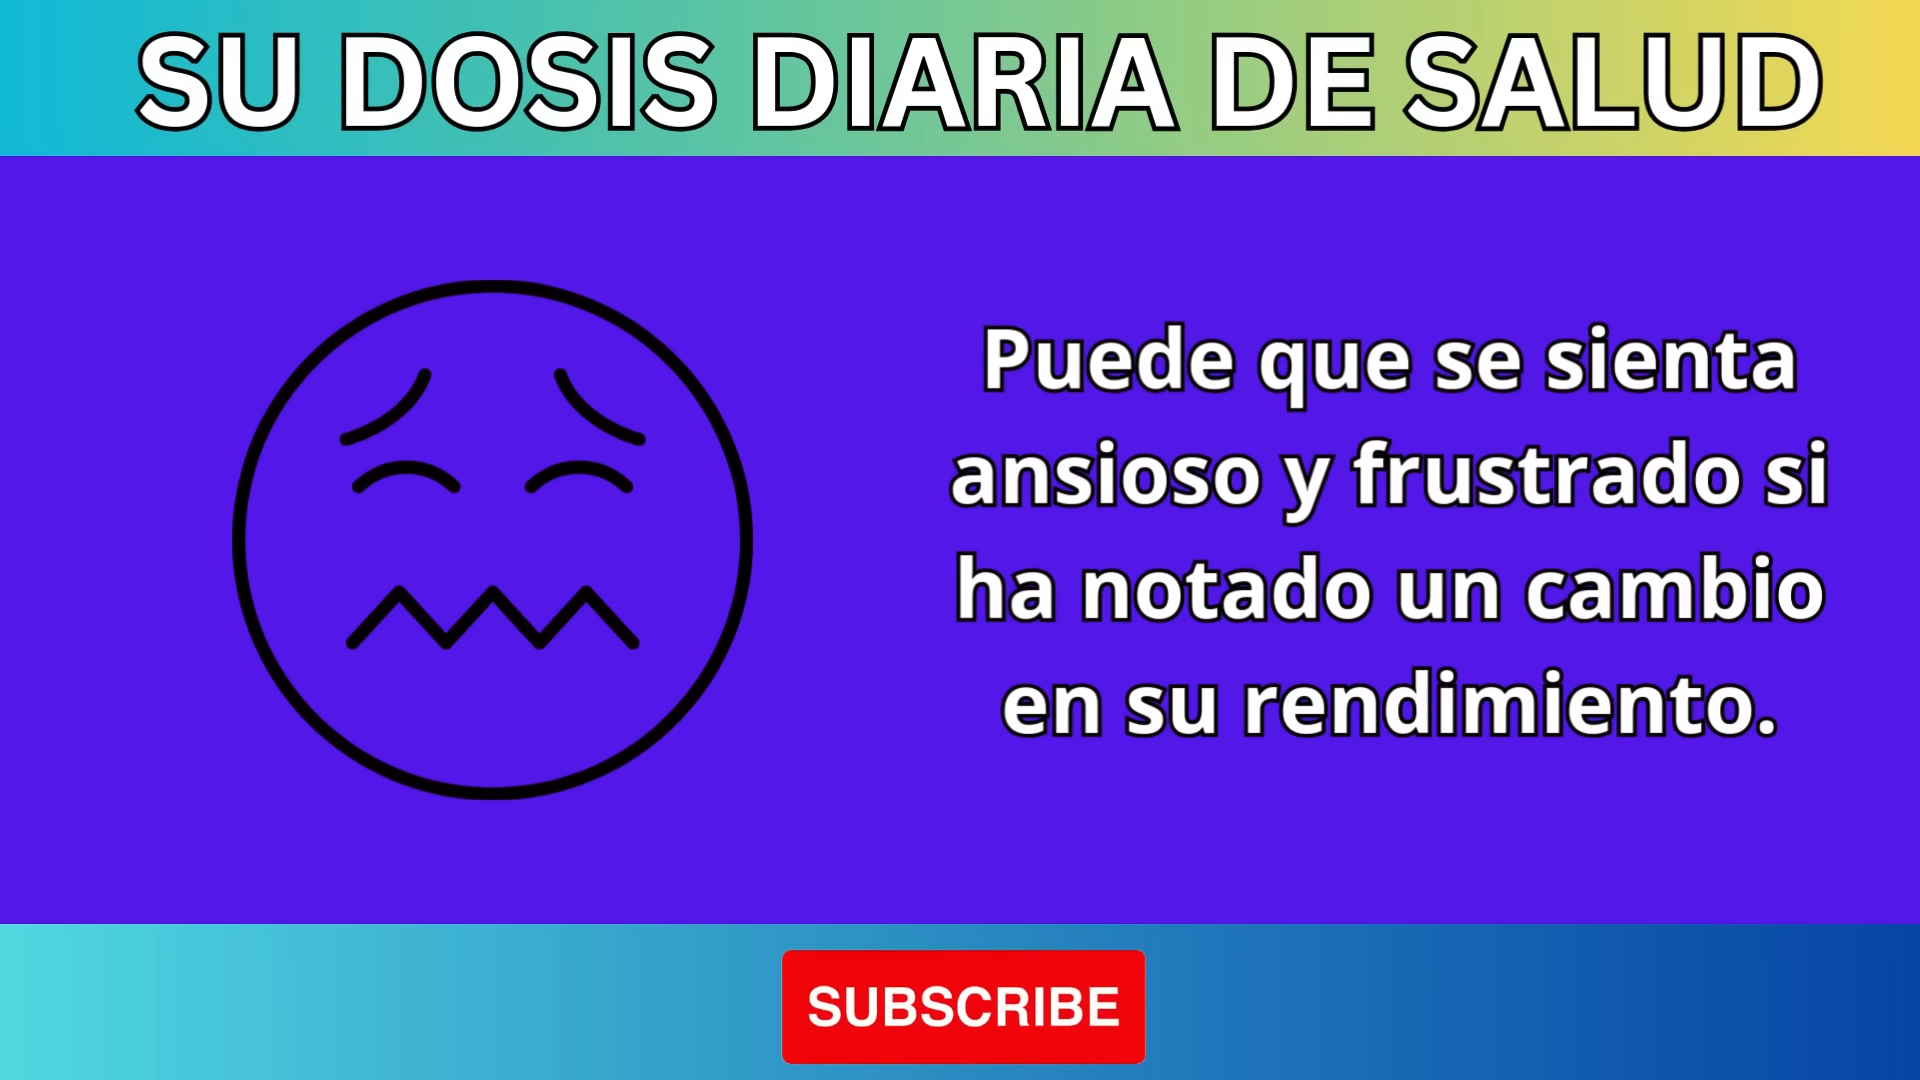 SU DOSIS DIARIA DE SALUD
Puede que se sienta
ansioso y frustrado si
ha notado un cambio
en su rendimiento.
SUBSCRIBE